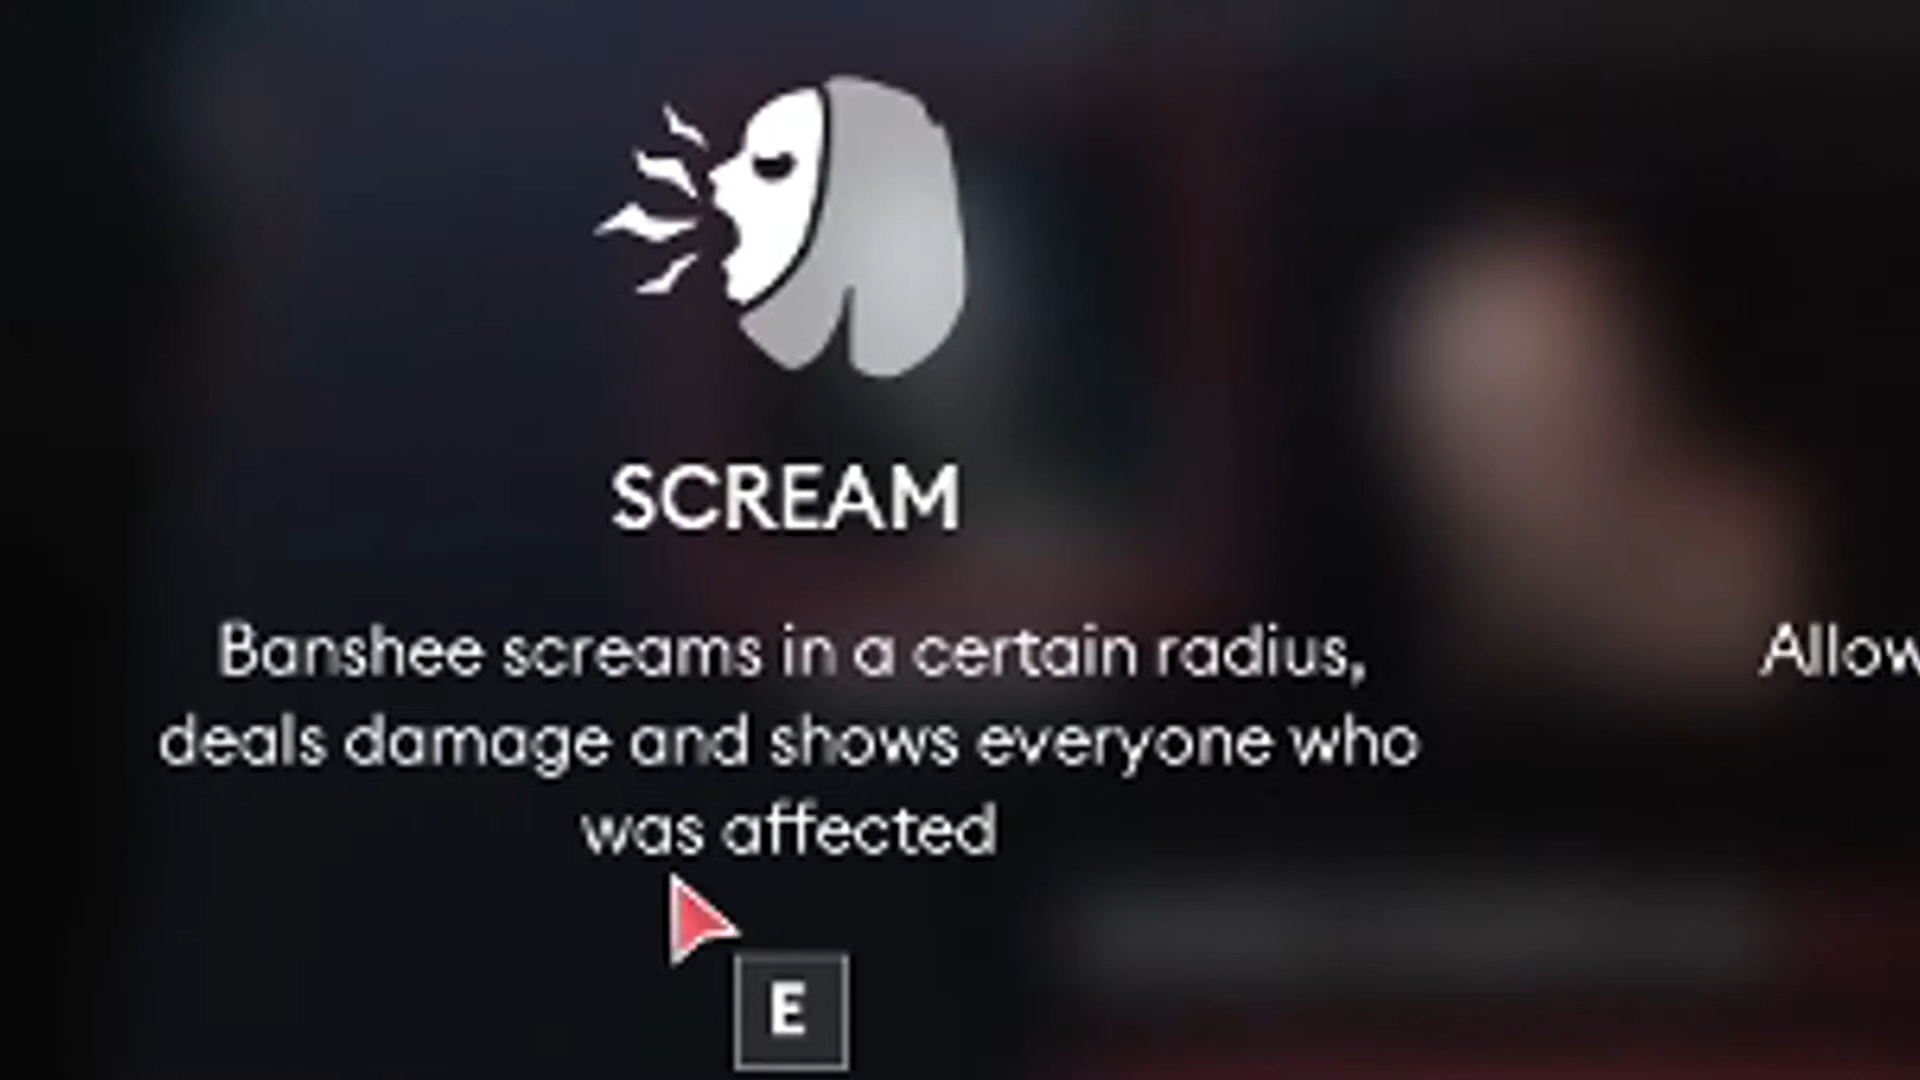 SCREAM
Banshee screams in a certain radius,
deals damage and shows everyone who
was affected
Allow
E